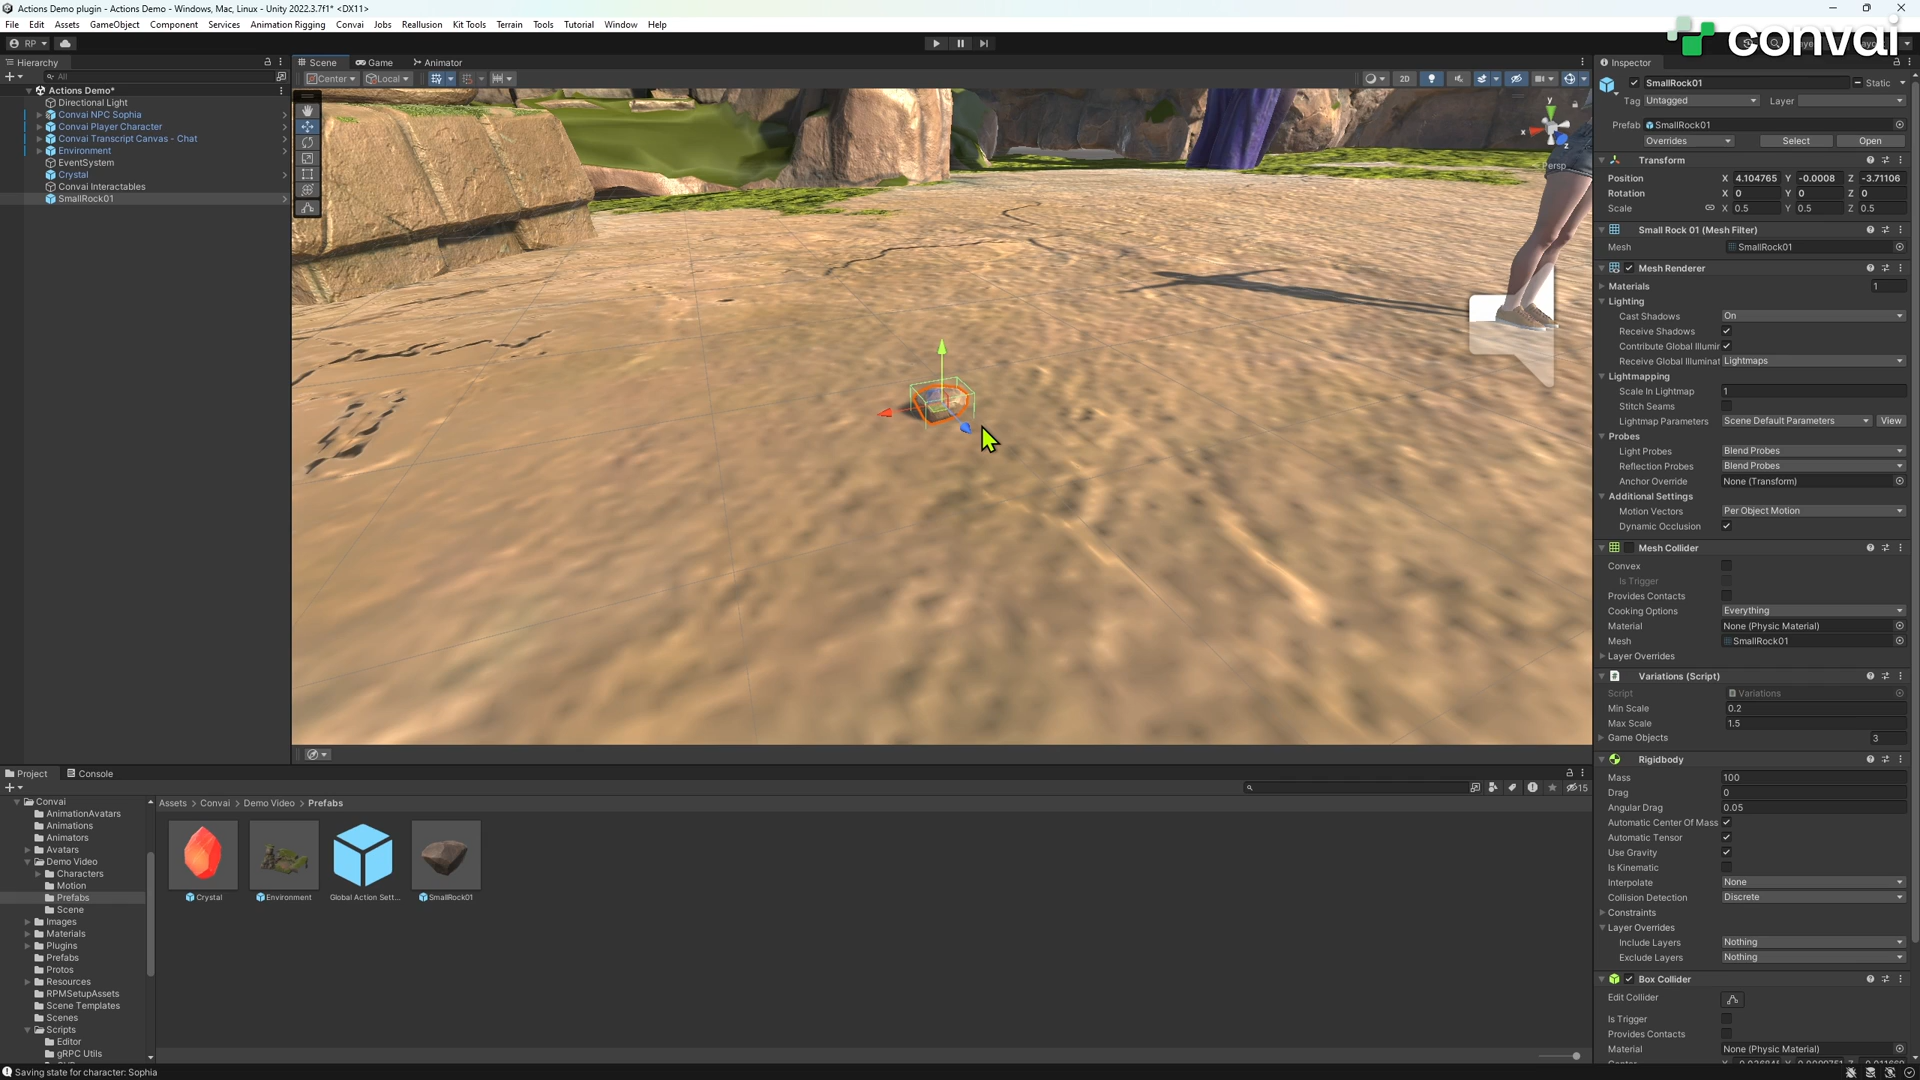 Actions Demo plugin - Actions Demo - Windows, Mac, Linux - Unity 2022.3.7f1* <DX11>
File Edit Assets GameObject Component Services Animation Rigging Convai Jobs Reallusion Kit Tools Terrain Tools Tutorial Window Help
convai
RP
Hierarchy
All
Actions Demo*
Directional Light
Convai NPC Sophia
Convai Player Character
Convai Transcript Canvas - Chat
Environment
EventSystem
Crystal
Convai Interactables
SmallRock01
Scene Game Animator
Center Local
2D
y
x
z
Persp
Inspector
SmallRock01 Static
Tag Untagged Layer
Prefab SmallRock01
Overrides Select Open
Transform
Position X 4.104765 Y -0.0008 Z -3.71106
Rotation X 0 Y 0 Z 0
Scale X 0.5 Y 0.5 Z 0.5
Small Rock 01 (Mesh Filter)
Mesh SmallRock01
Mesh Renderer
Materials 1
Lighting
Cast Shadows On
Receive Shadows
Contribute Global Illumir
Receive Global Illuminat Lightmaps
Lightmapping
Scale In Lightmap 1
Stitch Seams
Lightmap Parameters Scene Default Parameters View
Probes
Light Probes Blend Probes
Reflection Probes Blend Probes
Anchor Override None (Transform)
Additional Settings
Motion Vectors Per Object Motion
Dynamic Occlusion
Mesh Collider
Convex
Is Trigger
Provides Contacts
Cooking Options Everything
Material None (Physic Material)
Mesh SmallRock01
Layer Overrides
Variations (Script)
Script Variations
Min Scale 0.2
Max Scale 1.5
Game Objects 3
Rigidbody
Mass 100
Drag 0
Angular Drag 0.05
Automatic Center Of Mass
Automatic Tensor
Use Gravity
Is Kinematic
Interpolate None
Collision Detection Discrete
Constraints
Layer Overrides
Include Layers Nothing
Exclude Layers Nothing
Box Collider
Edit Collider
Is Trigger
Provides Contacts
Material None (Physic Material)
Project Console
15
Convai
AnimationAvatars
Animations
Animators
Avatars
Demo Video
Characters
Motion
Prefabs
Scene
Images
Materials
Plugins
Prefabs
Protos
Resources
RPMSetupAssets
Scene Templates
Scenes
Scripts
Editor
gRPC Utils
Assets > Convai > Demo Video > Prefabs
Crystal Environment Global Action Sett... SmallRock01
Saving state for character: Sophia